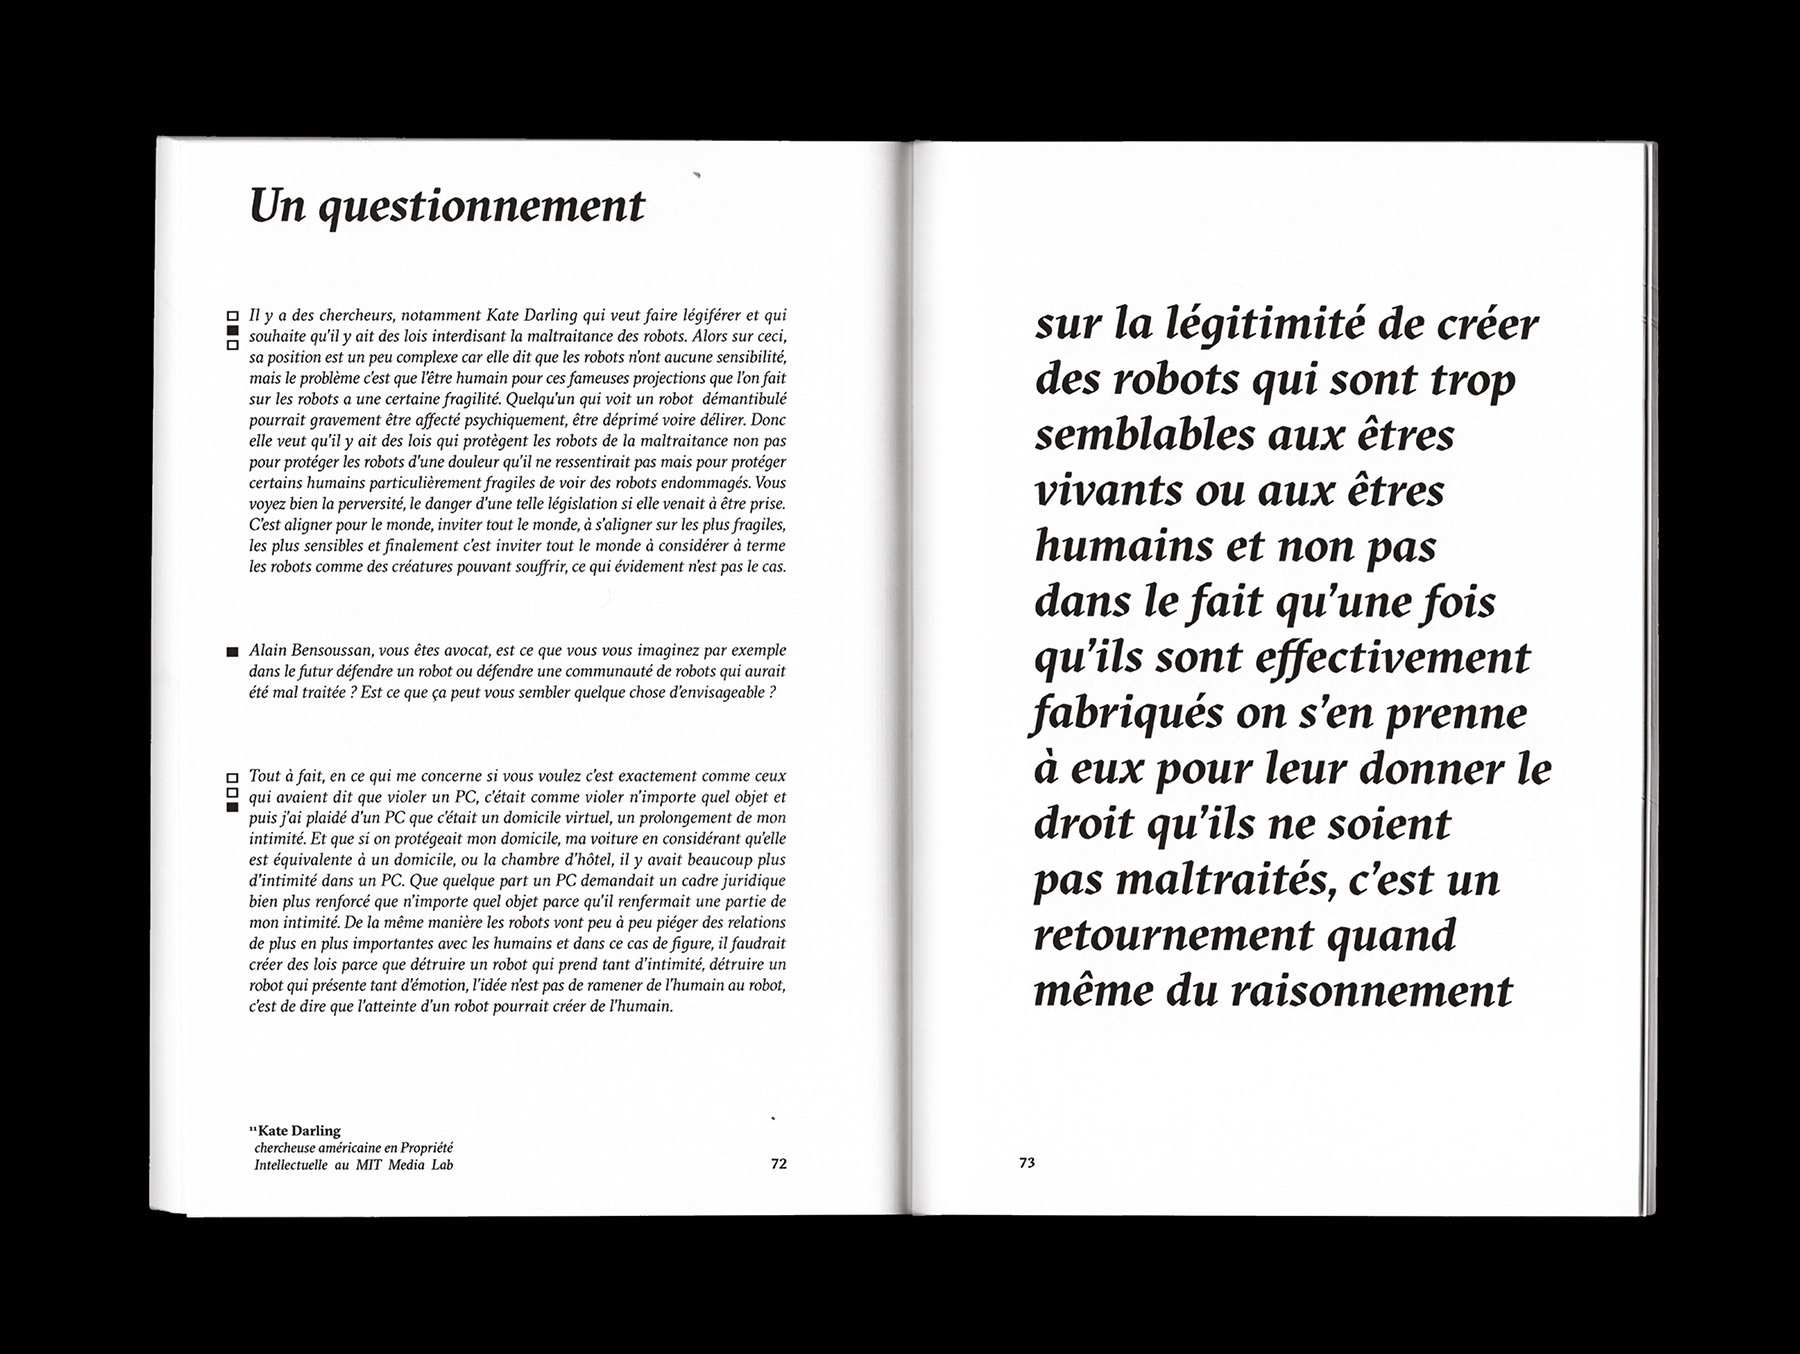 Un questionnement
Il y a des chercheurs, notamment Kate Darling qui veut faire légiférer et qui
souhaite qu'il y ait des lois interdisant la maltraitance des robots. Alors sur ceci,
sa position est un peu complexe car elle dit que les robots n'ont aucune sensibilité,
mais le problème c'est que l'être humain pour ces fameuses projections que l'on fait
sur les robots a une certaine fragilité. Quelqu'un qui voit un robot démantibulé
pourrait gravement être affecté psychiquement, être déprimé voire délirer. Donc
elle veut qu'il y ait des lois qui protègent les robots de la maltraitance non pas
pour protéger les robots d'une douleur qu'il ne ressentirait pas mais pour protéger
certains humains particulièrement fragiles de voir des robots endommagés. Vous
voyez bien la perversité, le danger d'une telle législation si elle venait à être prise.
C'est aligner pour le monde, inviter tout le monde, à s'aligner sur les plus fragiles,
les plus sensibles et finalement c'est inviter tout le monde à considérer à terme
les robots comme des créatures pouvant souffrir, ce qui évidement n'est pas le cas.
Alain Bensoussan, vous êtes avocat, est ce que vous vous imaginez par exemple
dans le futur défendre un robot ou défendre une communauté de robots qui aurait
été mal traitée ? Est ce que ça peut vous sembler quelque chose d'envisageable ?
Tout à fait, en ce qui me concerne si vous voulez c'est exactement comme ceux
qui avaient dit que violer un PC, c'était comme violer n'importe quel objet et
puis j'ai plaidé d'un PC que c'était un domicile virtuel, un prolongement de mon
intimité. Et que si on protégeait mon domicile, ma voiture en considérant qu'elle
est équivalente à un domicile, ou la chambre d'hôtel, il y avait beaucoup plus
d'intimité dans un PC. Que quelque part un PC demandait un cadre juridique
bien plus renforcé que n'importe quel objet parce qu'il renfermait une partie de
mon intimité. De la même manière les robots vont peu à peu piéger des relations
de plus en plus importantes avec les humains et dans ce cas de figure, il faudrait
créer des lois parce que détruire un robot qui prend tant d'intimité, détruire un
robot qui présente tant d'émotion, l'idée n'est pas de ramener de l'humain au robot,
c'est de dire que l'atteinte d'un robot pourrait créer de l'humain.
¹¹Kate Darling
chercheuse américaine en Propriété
Intellectuelle au MIT Media Lab
72
sur la légitimité de créer
des robots qui sont trop
semblables aux êtres
vivants ou aux êtres
humains et non pas
dans le fait qu'une fois
qu'ils sont effectivement
fabriqués on s'en prenne
à eux pour leur donner le
droit qu'ils ne soient
pas maltraités, c'est un
retournement quand
même du raisonnement
73